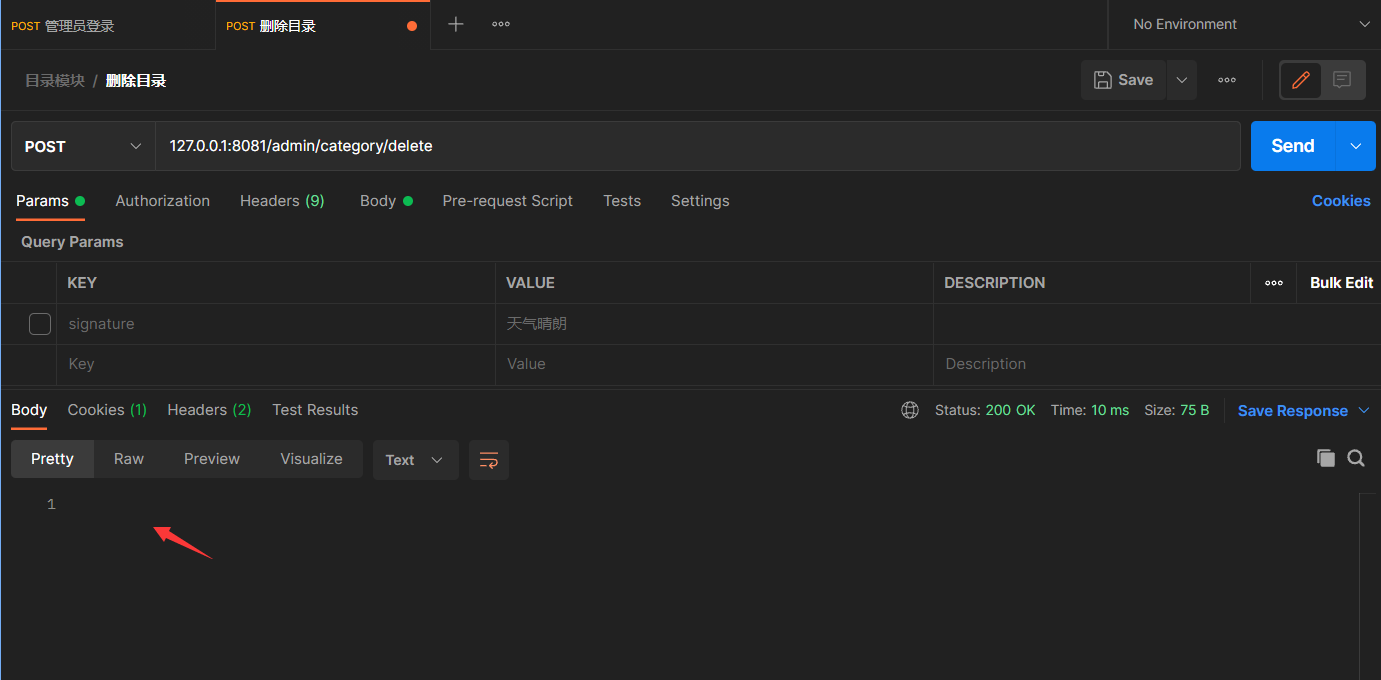 POST 管理员登录 POST 删除目录 No Environment
目录模块 / 删除目录 Save
POST 127.0.0.1:8081/admin/category/delete Send
Params Authorization Headers (9) Body Pre-request Script Tests Settings Cookies
Query Params
KEY VALUE DESCRIPTION Bulk Edit
signature 天气晴朗
Key Value Description
Body Cookies (1) Headers (2) Test Results Status: 200 OK Time: 10 ms Size: 75 B Save Response
Pretty Raw Preview Visualize Text
1